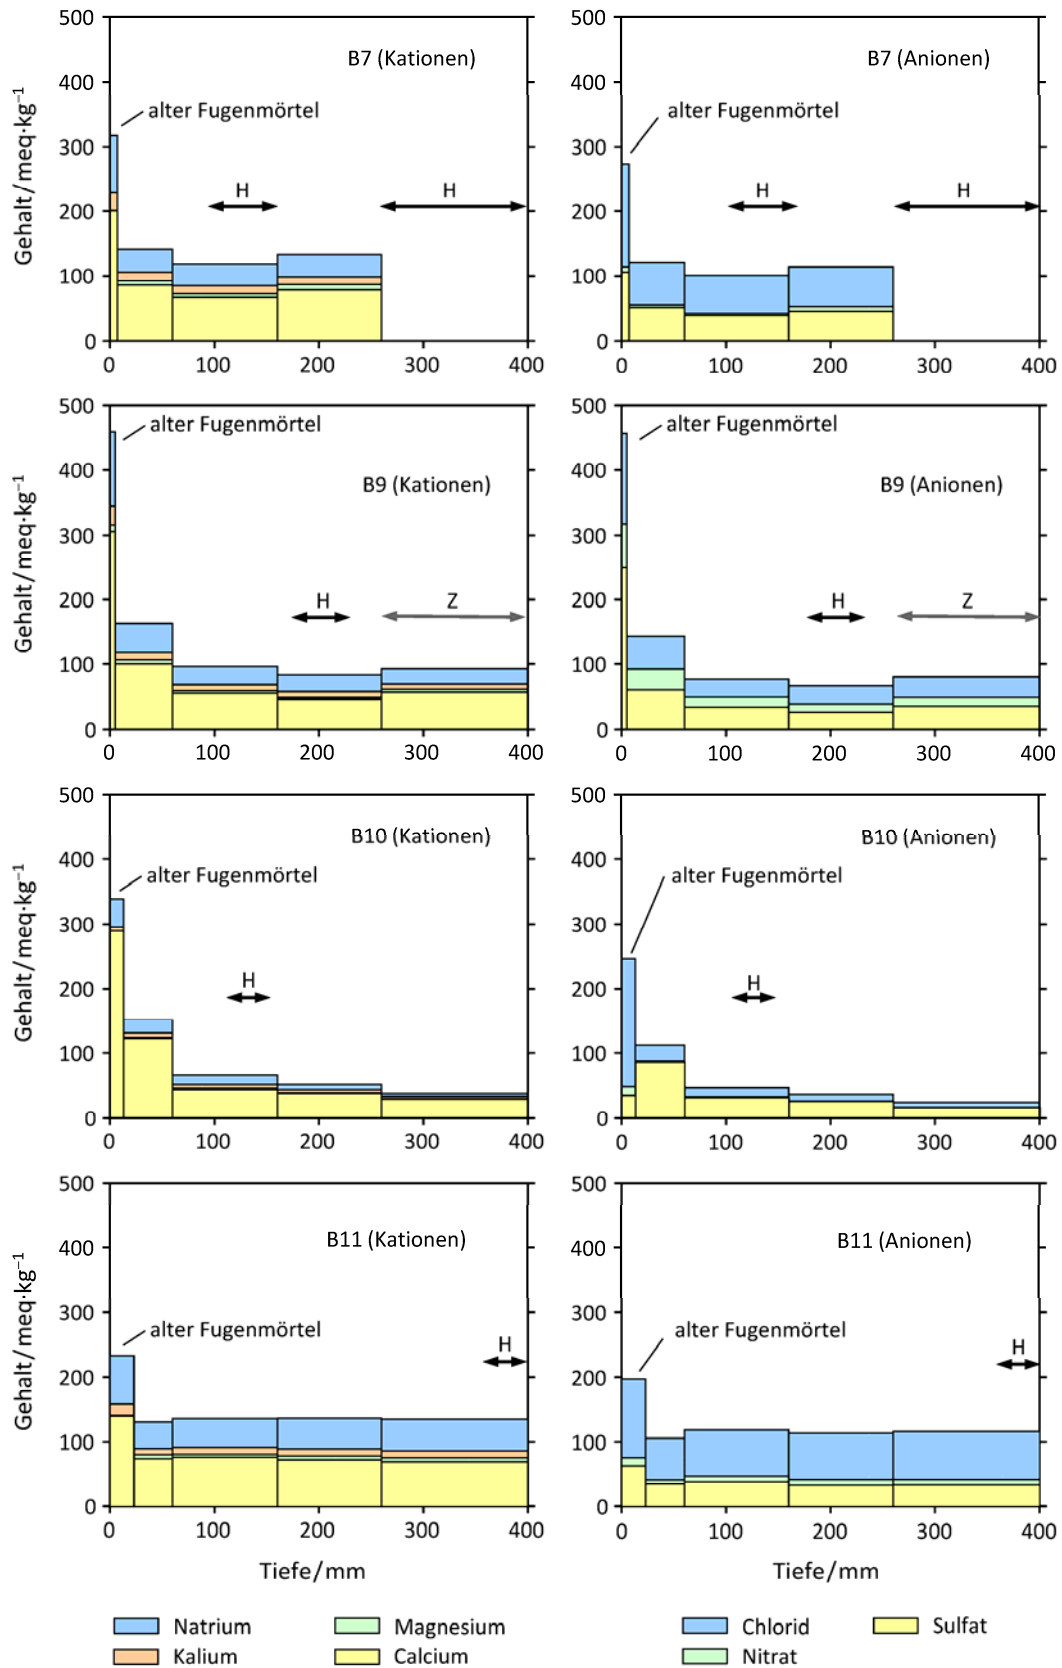 500
B7 (Kationen)
400
alter Fugenmörtel
300
H
H
200
100
0
0
100
200
300
400
Gehalt/meq·kg⁻¹
500
B7 (Anionen)
400
alter Fugenmörtel
300
H
H
200
100
0
0
100
200
300
400
500
alter Fugenmörtel
400
B9 (Kationen)
300
H
Z
200
100
0
0
100
200
300
400
Gehalt/meq·kg⁻¹
500
alter Fugenmörtel
400
B9 (Anionen)
300
H
Z
200
100
0
0
100
200
300
400
500
B10 (Kationen)
400
alter Fugenmörtel
300
H
200
100
0
0
100
200
300
400
Gehalt/meq·kg⁻¹
500
B10 (Anionen)
400
alter Fugenmörtel
300
H
200
100
0
0
100
200
300
400
500
B11 (Kationen)
400
alter Fugenmörtel
300
H
200
100
0
0
100
200
300
400
Gehalt/meq·kg⁻¹
Tiefe/mm
500
B11 (Anionen)
400
alter Fugenmörtel
300
H
200
100
0
0
100
200
300
400
Tiefe/mm
Natrium
Magnesium
Kalium
Calcium
Chlorid
Sulfat
Nitrat